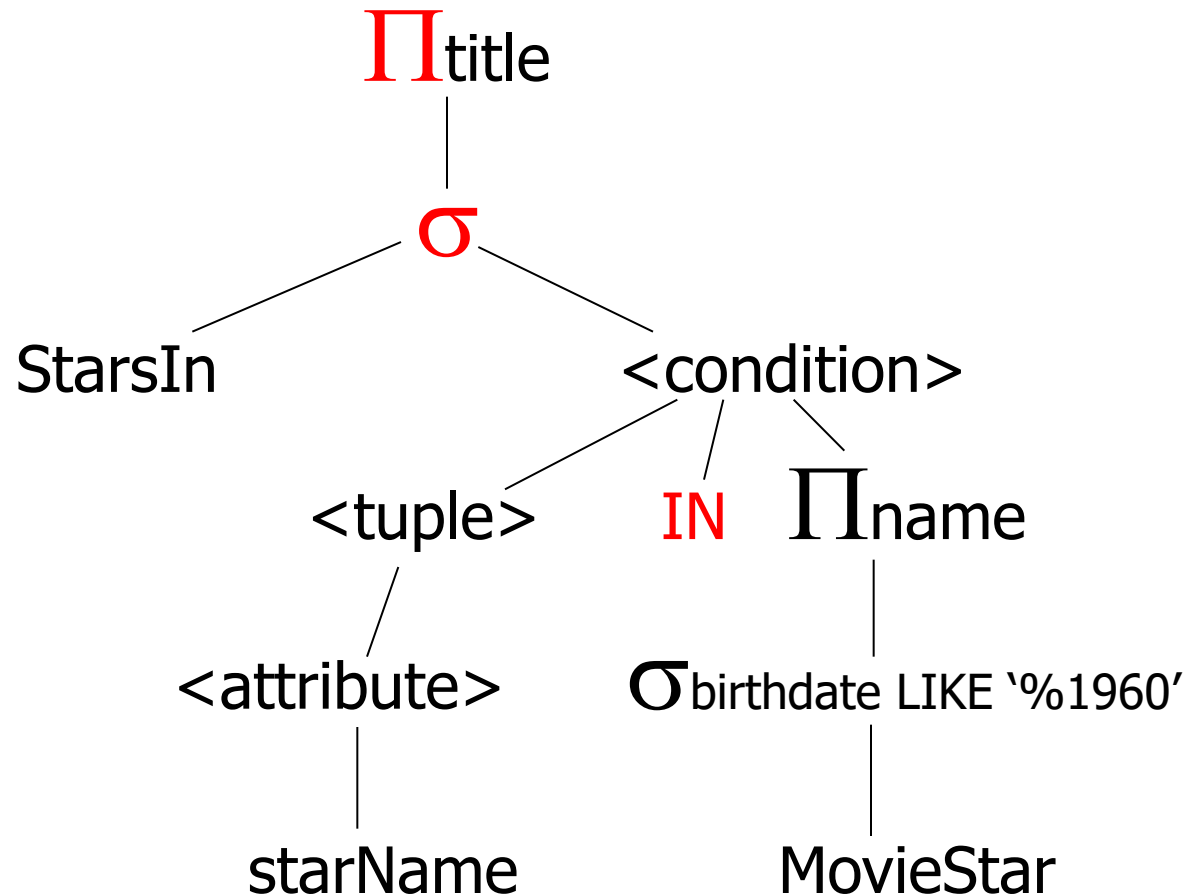 Πtitle
σ
StarsIn <condition>
<tuple> IN Πname
<attribute> σbirthdate LIKE ‘%1960’
starName MovieStar